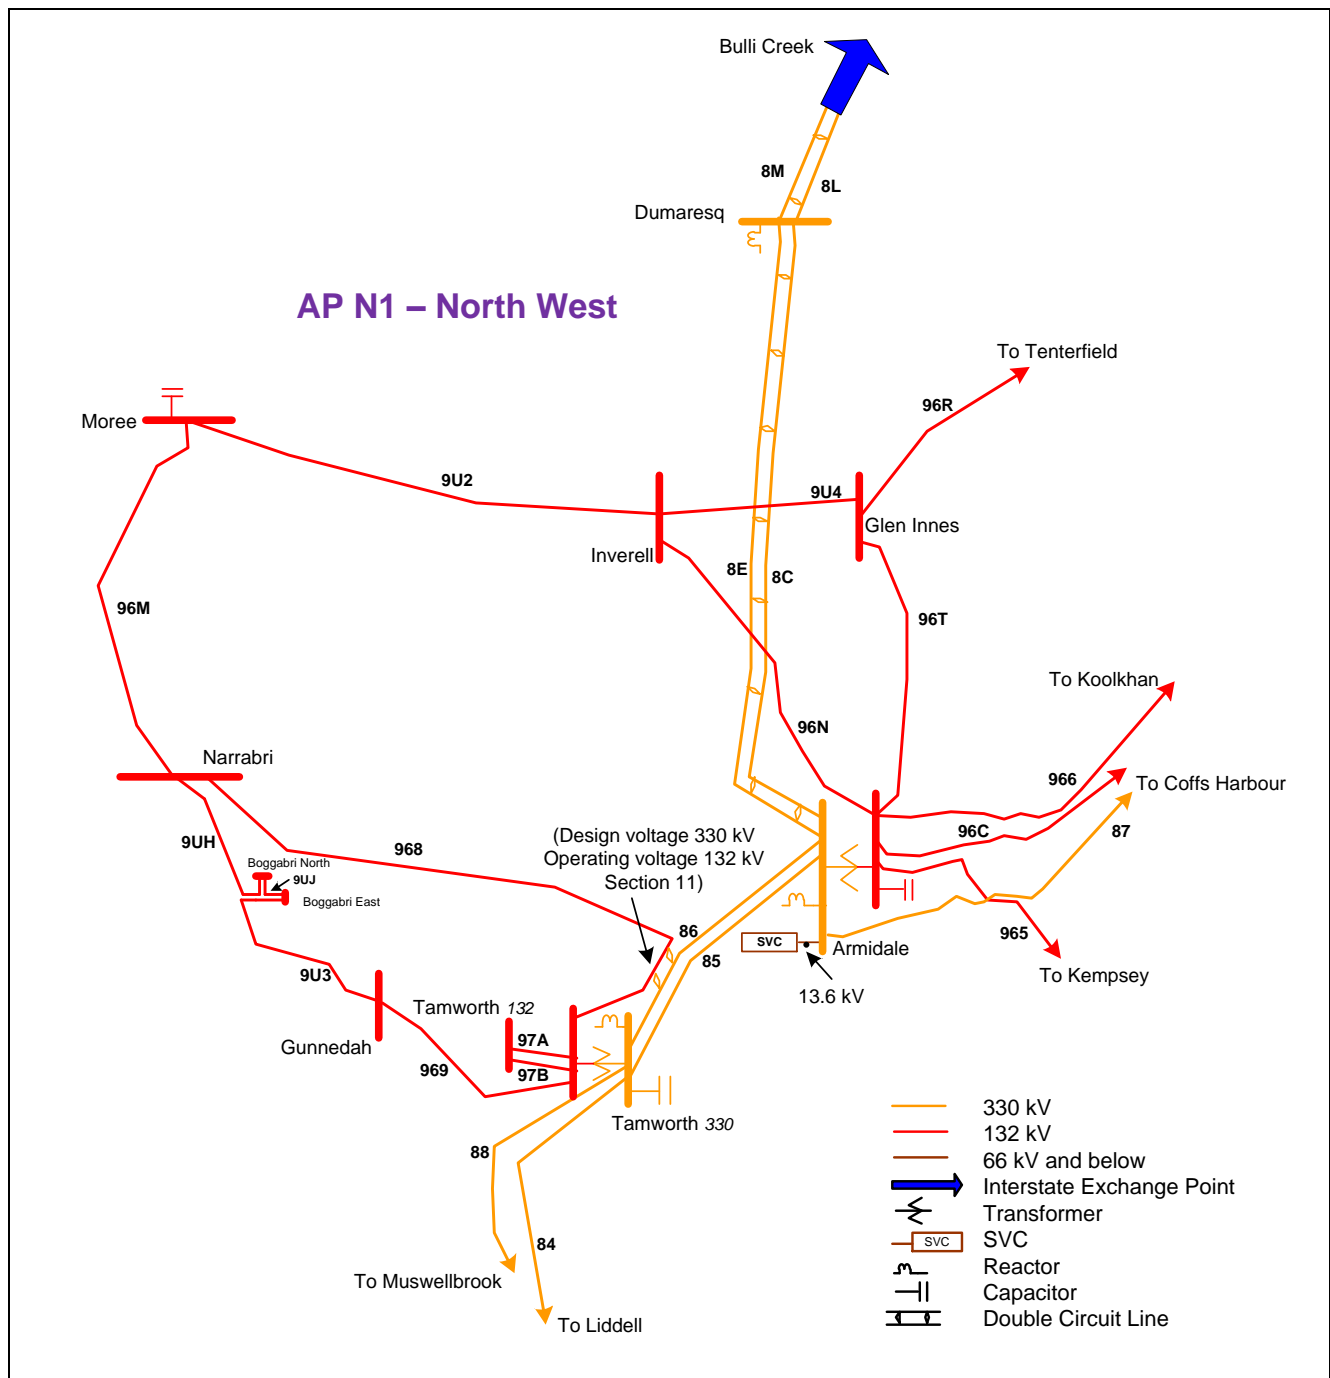 Bulli Creek
8M
8L
Dumaresq
AP N1 – North West
To Tenterfield
96R
Moree
9U2
9U4
Glen Innes
Inverell
8E
8C
96M
96T
To Koolkhan
96N
Narrabri
966
To Coffs Harbour
87
96C
9UH
968
(Design voltage 330 kV
Operating voltage 132 kV
Section 11)
Boggabri North
9UJ
Boggabri East
86
85
SVC
Armidale
965
To Kempsey
13.6 kV
9U3
Gunnedah
Tamworth 132
97A
97B
969
Tamworth 330
88
84
To Muswellbrook
To Liddell
330 kV
132 kV
66 kV and below
Interstate Exchange Point
Transformer
SVC
SVC
Reactor
Capacitor
Double Circuit Line